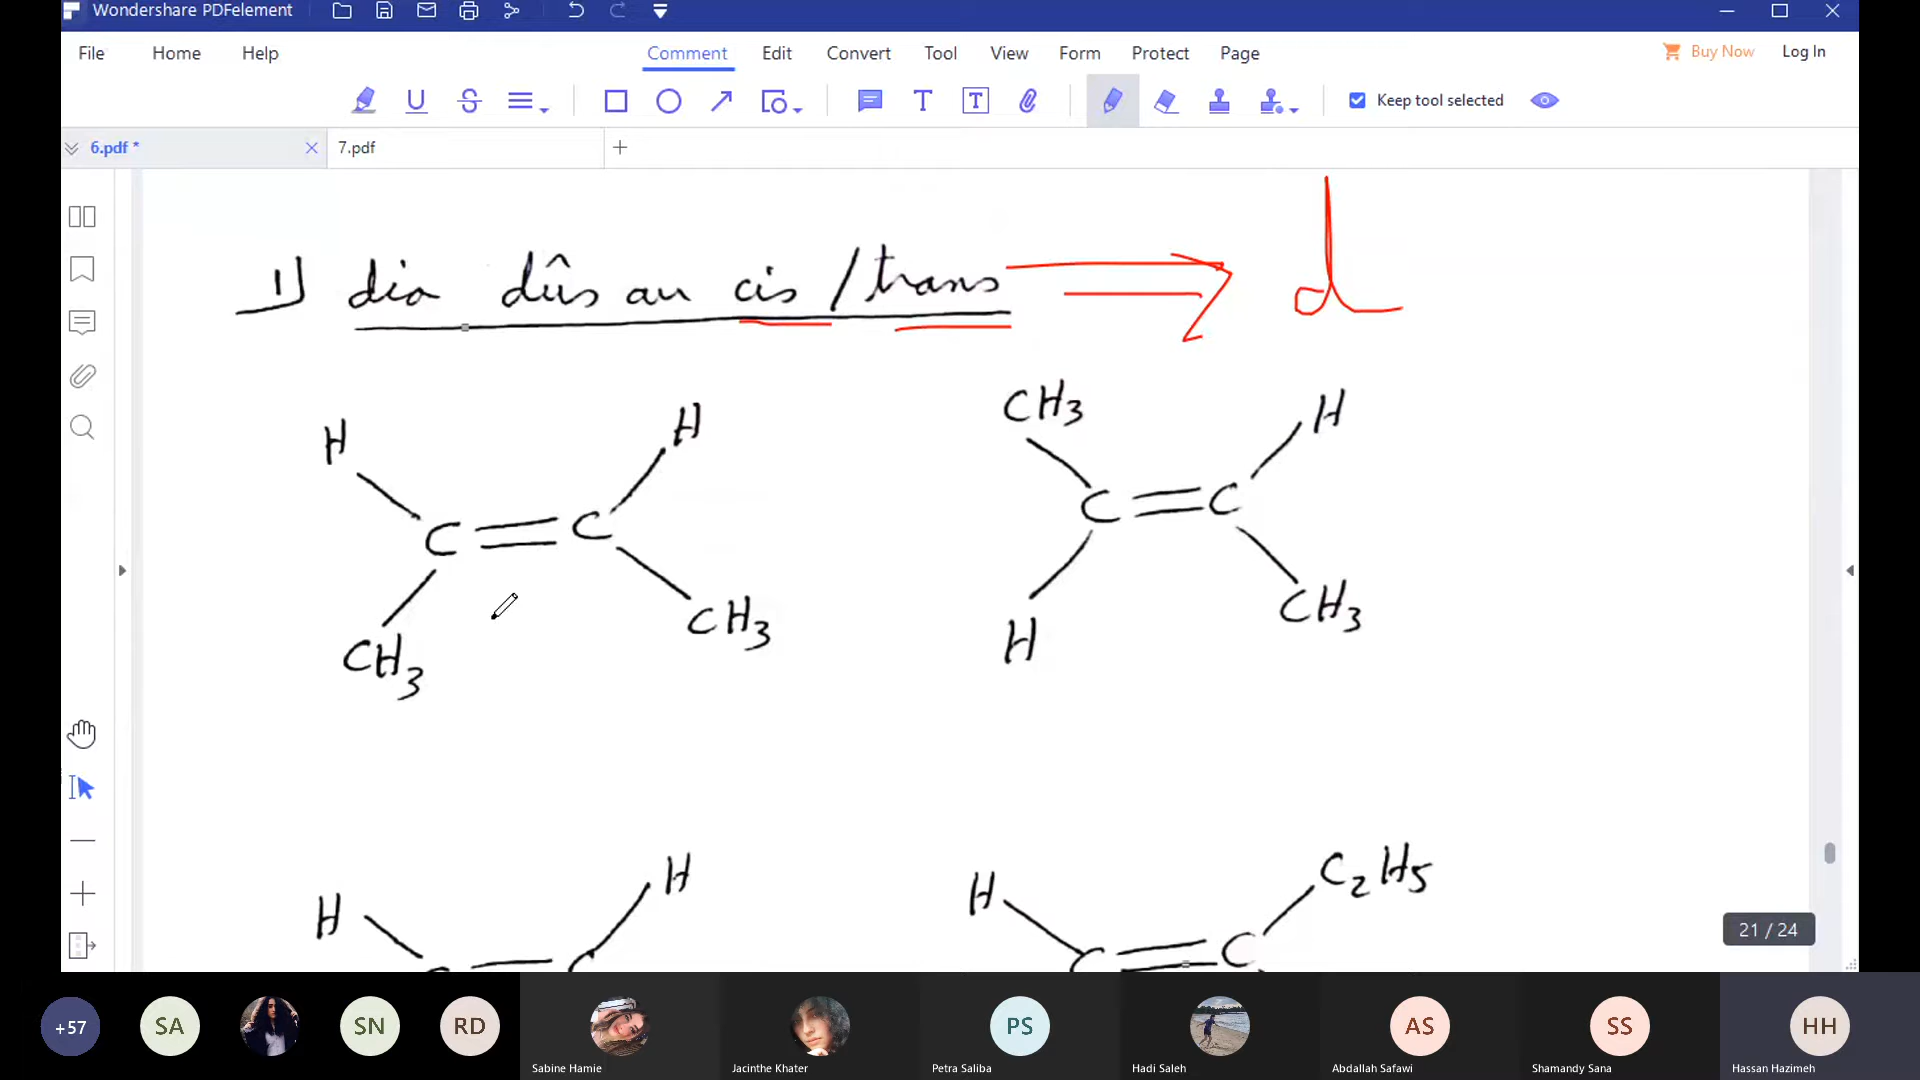 Wondershare PDFelement
File Home Help Comment Edit Convert Tool View Form Protect Page Buy Now Log In
Keep tool selected
6.pdf * 7.pdf
1) dia dûs au cis / trans d
H H CH3 H
C = C C = C
CH3 CH3 H CH3
H H H C2H5
C = C C = C
21 / 24
+57 SA SN RD PS AS SS HH
Sabine Hamie Jacinthe Khater Petra Saliba Hadi Saleh Abdallah Safawi Shamandy Sana Hassan Hazimeh